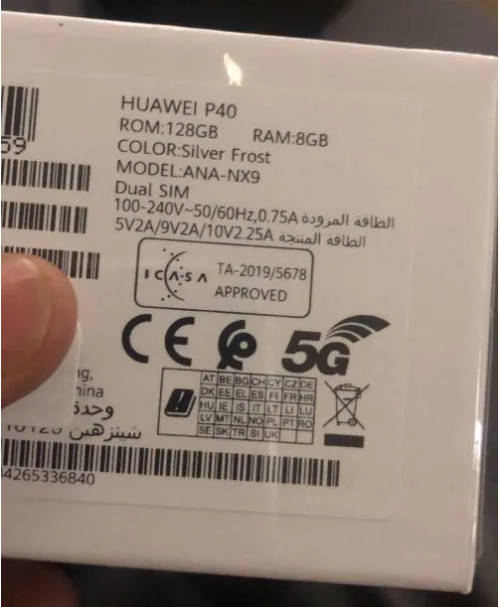 HUAWEI P40
ROM:128GB RAM:8GB
COLOR:Silver Frost
MODEL:ANA-NX9
Dual SIM
100-240V~50/60Hz,0.75A الطاقة المزودة
5V2A/9V2A/10V2.25A الطاقة المنتجة
ICASA TA-2019/5678
APPROVED
CE 5G
AT BE BG CH CY CZ DE
DK EE EL ES FI FR HR
HU IE IS IT LT LI LU
LV MT NL NO PL PT RO
SE SK TR SI UK
59
ng,
hina
وحدة
شينزهين
4265336840